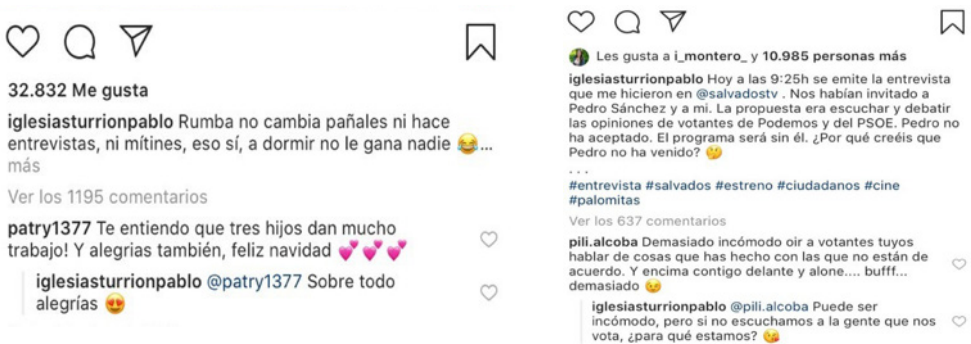 32.832 Me gusta
iglesiasturrionpablo Rumba no cambia pañales ni hace
entrevistas, ni mítines, eso sí, a dormir no le gana nadie 😂...
más
Ver los 1195 comentarios
patry1377 Te entiendo que tres hijos dan mucho
trabajo! Y alegrias también, feliz navidad 💕💕💕
iglesiasturrionpablo @patry1377 Sobre todo
alegrías 😍
Les gusta a i_montero_ y 10.985 personas más
iglesiasturrionpablo Hoy a las 9:25h se emite la entrevista
que me hicieron en @salvadostv . Nos habían invitado a
Pedro Sánchez y a mi. La propuesta era escuchar y debatir
las opiniones de votantes de Podemos y del PSOE. Pedro no
ha aceptado. El programa será sin él. ¿Por qué creéis que
Pedro no ha venido? 🤔
. . .
#entrevista #salvados #estreno #ciudadanos #cine
#palomitas
Ver los 637 comentarios
pili.alcoba Demasiado incómodo oir a votantes tuyos
hablar de cosas que has hecho con las que no están de
acuerdo. Y encima contigo delante y alone.... bufff...
demasiado 😉
iglesiasturrionpablo @pili.alcoba Puede ser
incómodo, pero si no escuchamos a la gente que nos
vota, ¿para qué estamos? 😘